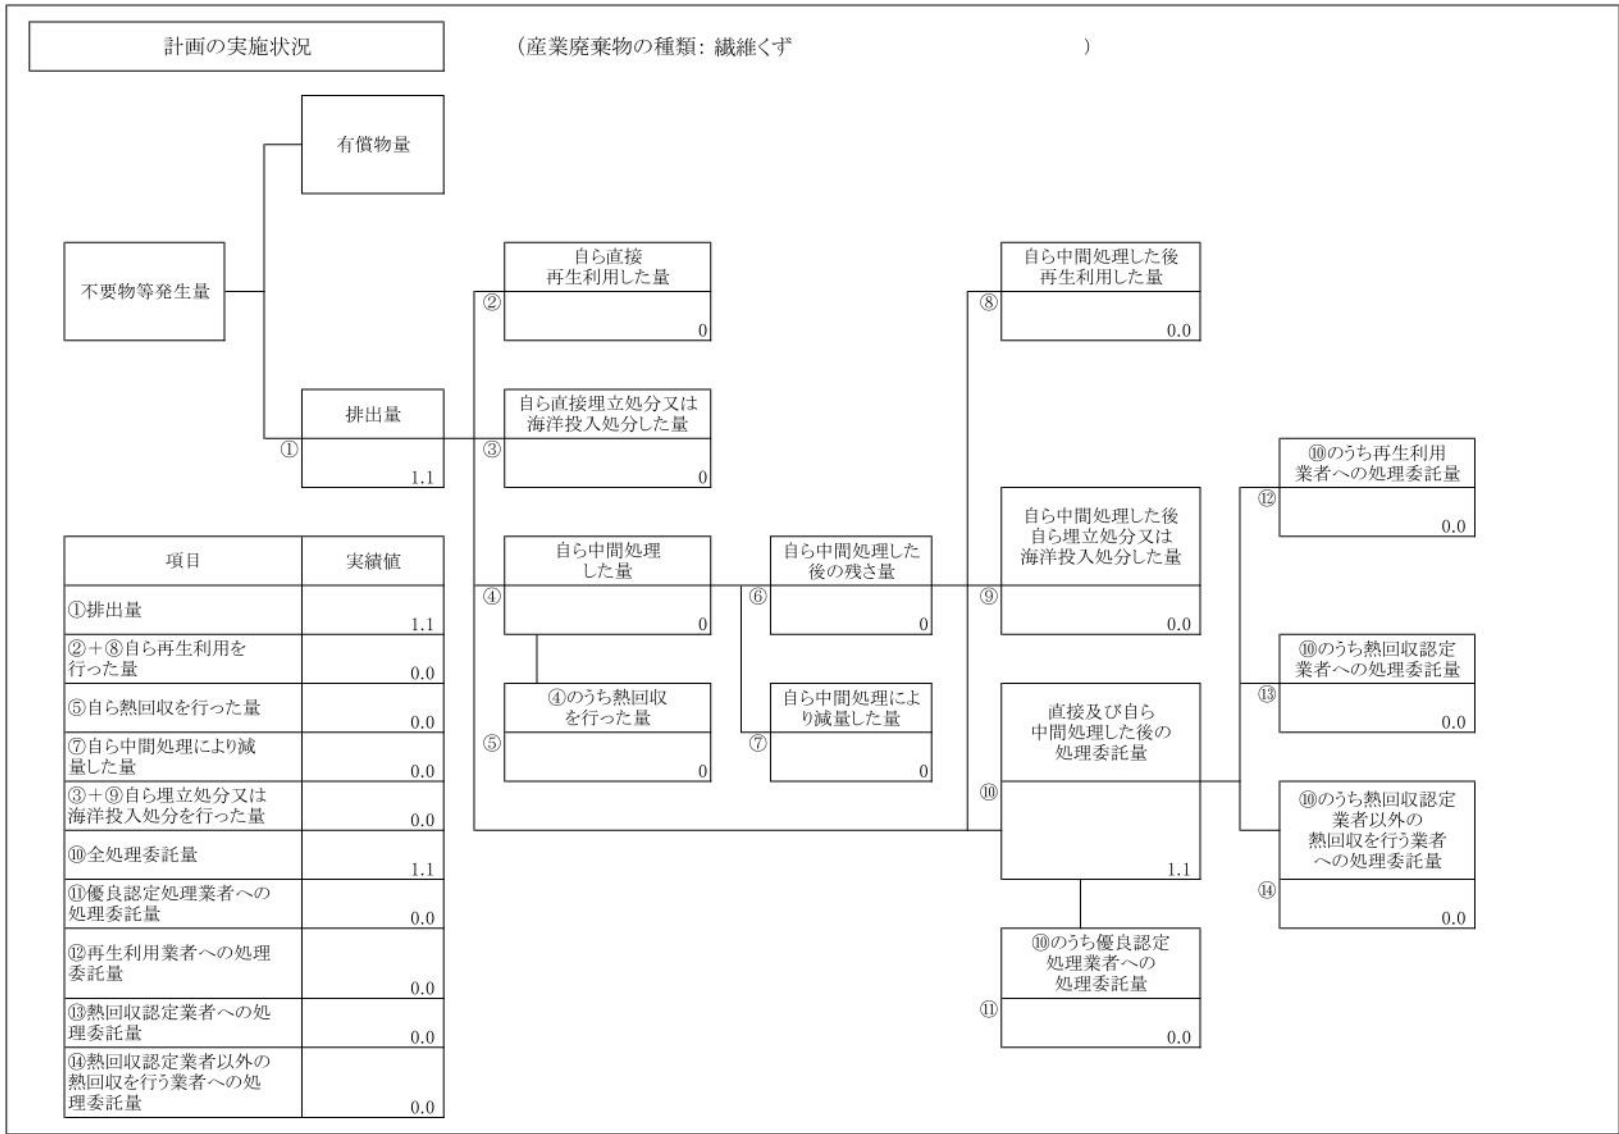 計画の実施状況
(産業廃棄物の種類: 繊維くず )
有償物量
不要物等発生量
排出量
①
1.1
自ら直接
再生利用した量
②
0
自ら直接埋立処分又は
海洋投入処分した量
③
0
自ら中間処理
した量
④
0
④のうち熱回収
を行った量
⑤
0
自ら中間処理した
後の残さ量
⑥
0
自ら中間処理によ
り減量した量
⑦
0
自ら中間処理した後
再生利用した量
⑧
0.0
自ら中間処理した後
自ら埋立処分又は
海洋投入処分した量
⑨
0.0
直接及び自ら
中間処理した後の
処理委託量
⑩
1.1
⑩のうち優良認定
処理業者への
処理委託量
⑪
0.0
⑩のうち再生利用
業者への処理委託量
⑫
0.0
⑩のうち熱回収認定
業者への処理委託量
⑬
0.0
⑩のうち熱回収認定
業者以外の
熱回収を行う業者
への処理委託量
⑭
0.0
項目 実績値
①排出量
1.1
②+⑧自ら再生利用を
行った量
0.0
⑤自ら熱回収を行った量
0.0
⑦自ら中間処理により減
量した量
0.0
③+⑨自ら埋立処分又は
海洋投入処分を行った量
0.0
⑩全処理委託量
1.1
⑪優良認定処理業者への
処理委託量
0.0
⑫再生利用業者への処理
委託量
0.0
⑬熱回収認定業者への処
理委託量
0.0
⑭熱回収認定業者以外の
熱回収を行う業者への処
理委託量
0.0